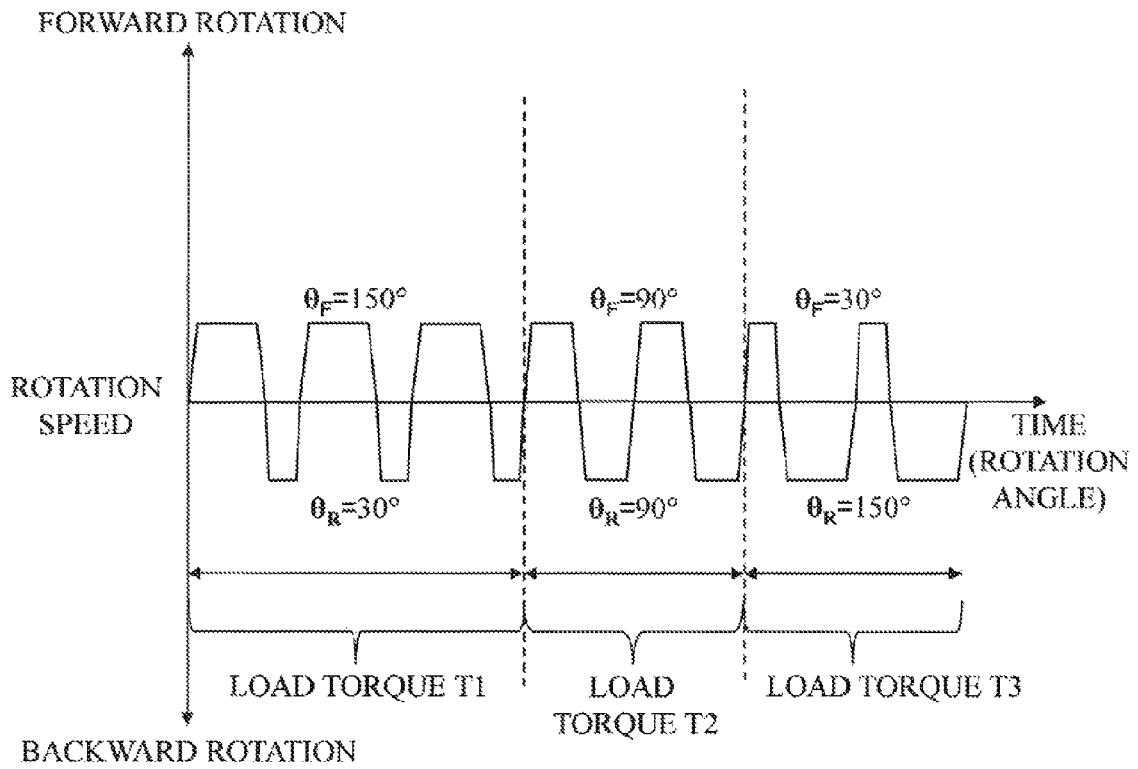 FORWARD ROTATION
θF=150°
θF=90°
θF=30°
ROTATION
SPEED
TIME
(ROTATION
ANGLE)
θR=30°
θR=90°
θR=150°
LOAD TORQUE T1
LOAD
TORQUE T2
LOAD TORQUE T3
BACKWARD ROTATION